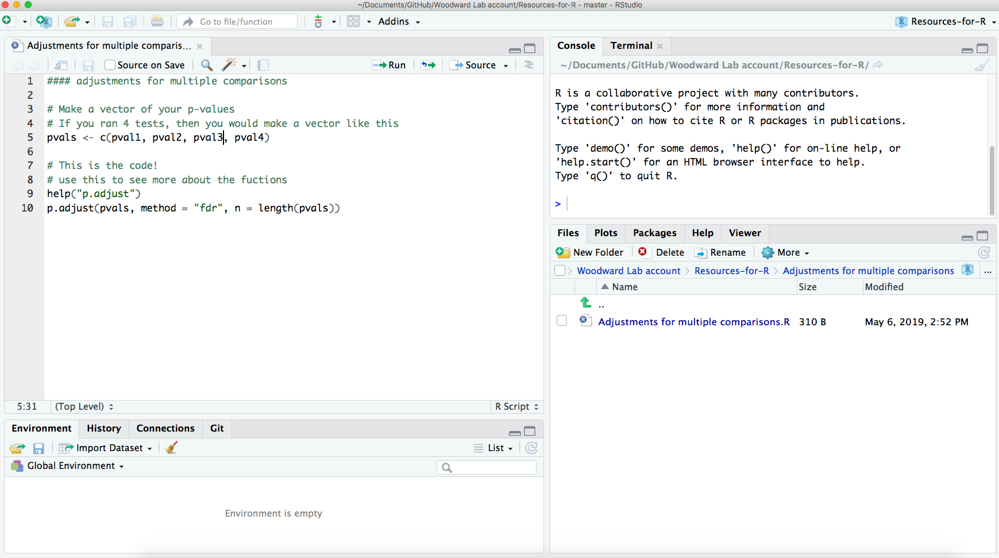 ~/Documents/GitHub/Woodward Lab account/Resources-for-R - master - RStudio
Go to file/function
Addins
Resources-for-R
Adjustments for multiple comparis...
Source on Save
Run
Source
1 #### adjustments for multiple comparisons
2
3 # Make a vector of your p-values
4 # If you ran 4 tests, then you would make a vector like this
5 pvals <- c(pval1, pval2, pval3, pval4)
6
7 # This is the code!
8 # use this to see more about the fuctions
9 help("p.adjust")
10 p.adjust(pvals, method = "fdr", n = length(pvals))
5:31 (Top Level) R Script
Environment History Connections Git
Import Dataset List
Global Environment
Environment is empty
Console Terminal
~/Documents/GitHub/Woodward Lab account/Resources-for-R/
R is a collaborative project with many contributors.
Type 'contributors()' for more information and
'citation()' on how to cite R or R packages in publications.
Type 'demo()' for some demos, 'help()' for on-line help, or
'help.start()' for an HTML browser interface to help.
Type 'q()' to quit R.
>
Files Plots Packages Help Viewer
New Folder Delete Rename More
Woodward Lab account Resources-for-R Adjustments for multiple comparisons ...
Name Size Modified
..
Adjustments for multiple comparisons.R 310 B May 6, 2019, 2:52 PM